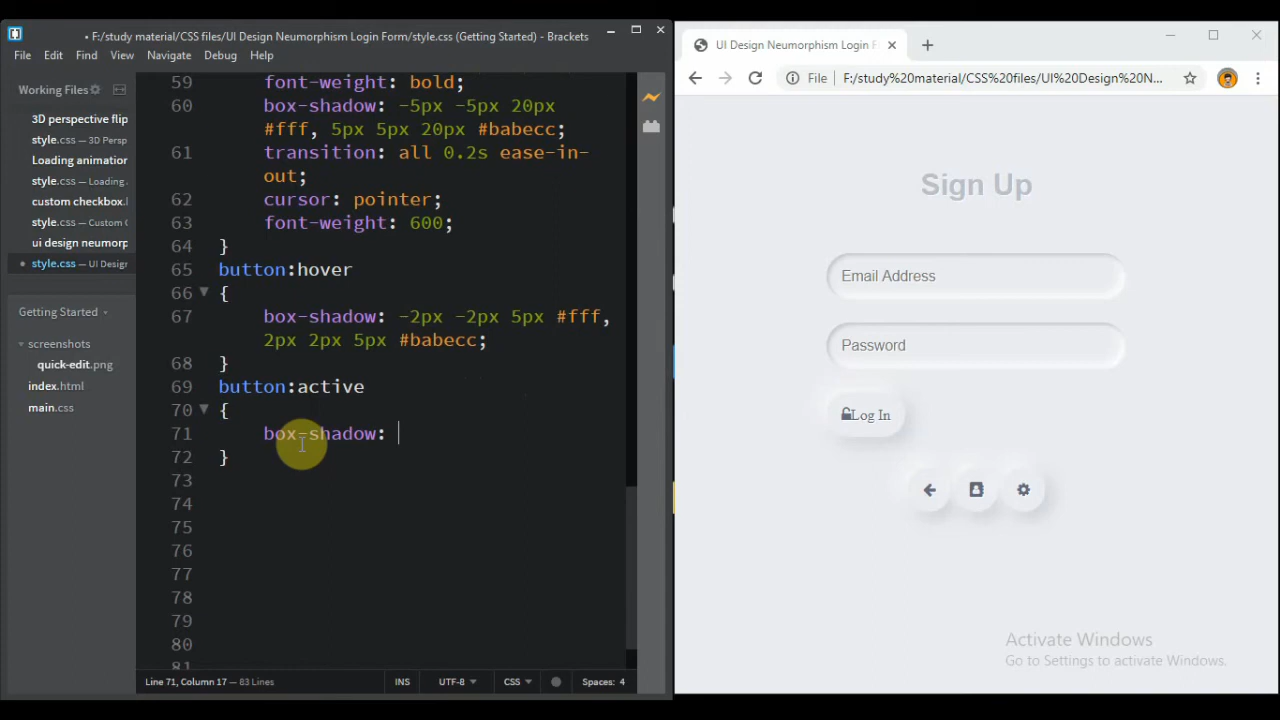 F:/study material/CSS files/UI Design Neumorphism Login Form/style.css (Getting Started) - Brackets
File Edit Find View Navigate Debug Help
Working Files
3D perspective flip
style.css — 3D Persp
Loading animation
style.css — Loading
custom checkbox.
style.css — Custom C
ui design neumorp
style.css — UI Design
Getting Started
screenshots
quick-edit.png
index.html
main.css
59 font-weight: bold;
60 box-shadow: -5px -5px 20px
#fff, 5px 5px 20px #babecc;
61 transition: all 0.2s ease-in-
out;
62 cursor: pointer;
63 font-weight: 600;
64 }
65 button:hover
66 {
67 box-shadow: -2px -2px 5px #fff,
2px 2px 5px #babecc;
68 }
69 button:active
70 {
71 box-shadow:
72 }
73
74
75
76
77
78
79
80
81
Line 71, Column 17 — 83 Lines
INS UTF-8 CSS Spaces: 4
UI Design Neumorphism Login F
File F:/study%20material/CSS%20files/UI%20Design%20N...
Sign Up
Email Address
Password
Log In
Activate Windows
Go to Settings to activate Windows.